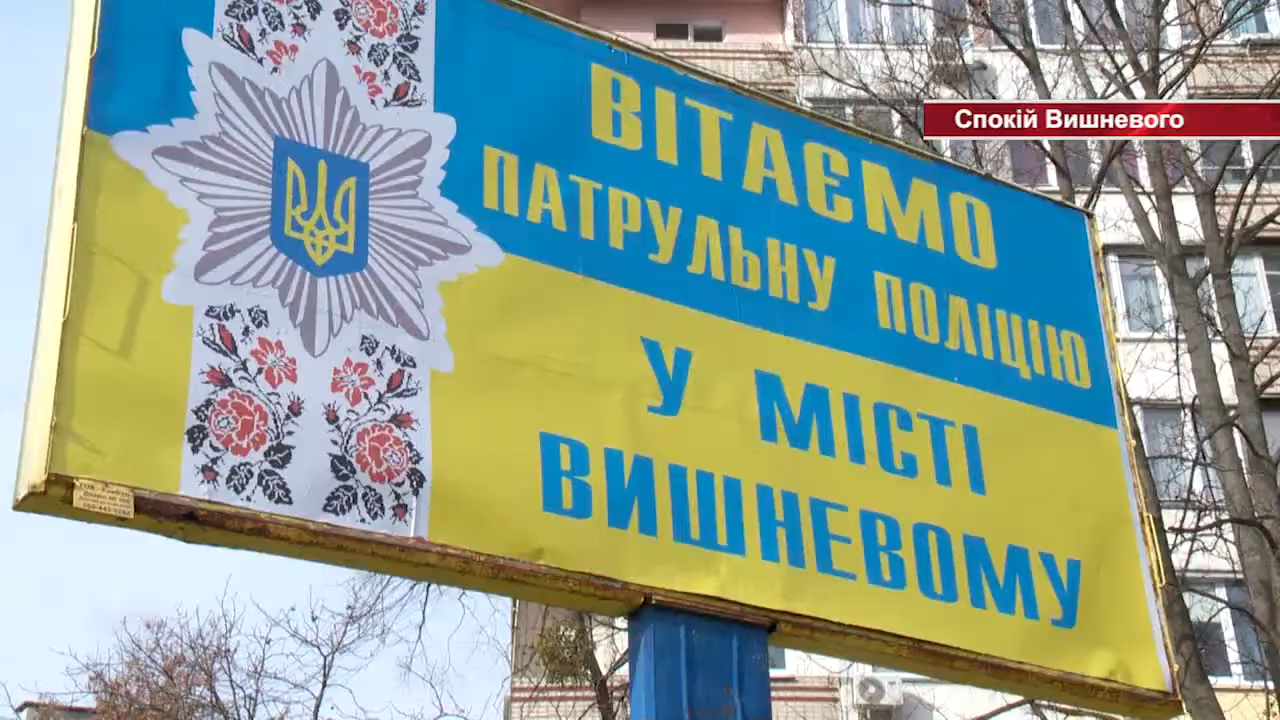 Спокій Вишневого
ВІТАЄМО
ПАТРУЛЬНУ ПОЛІЦІЮ
У МІСТІ
ВИШНЕВОМУ